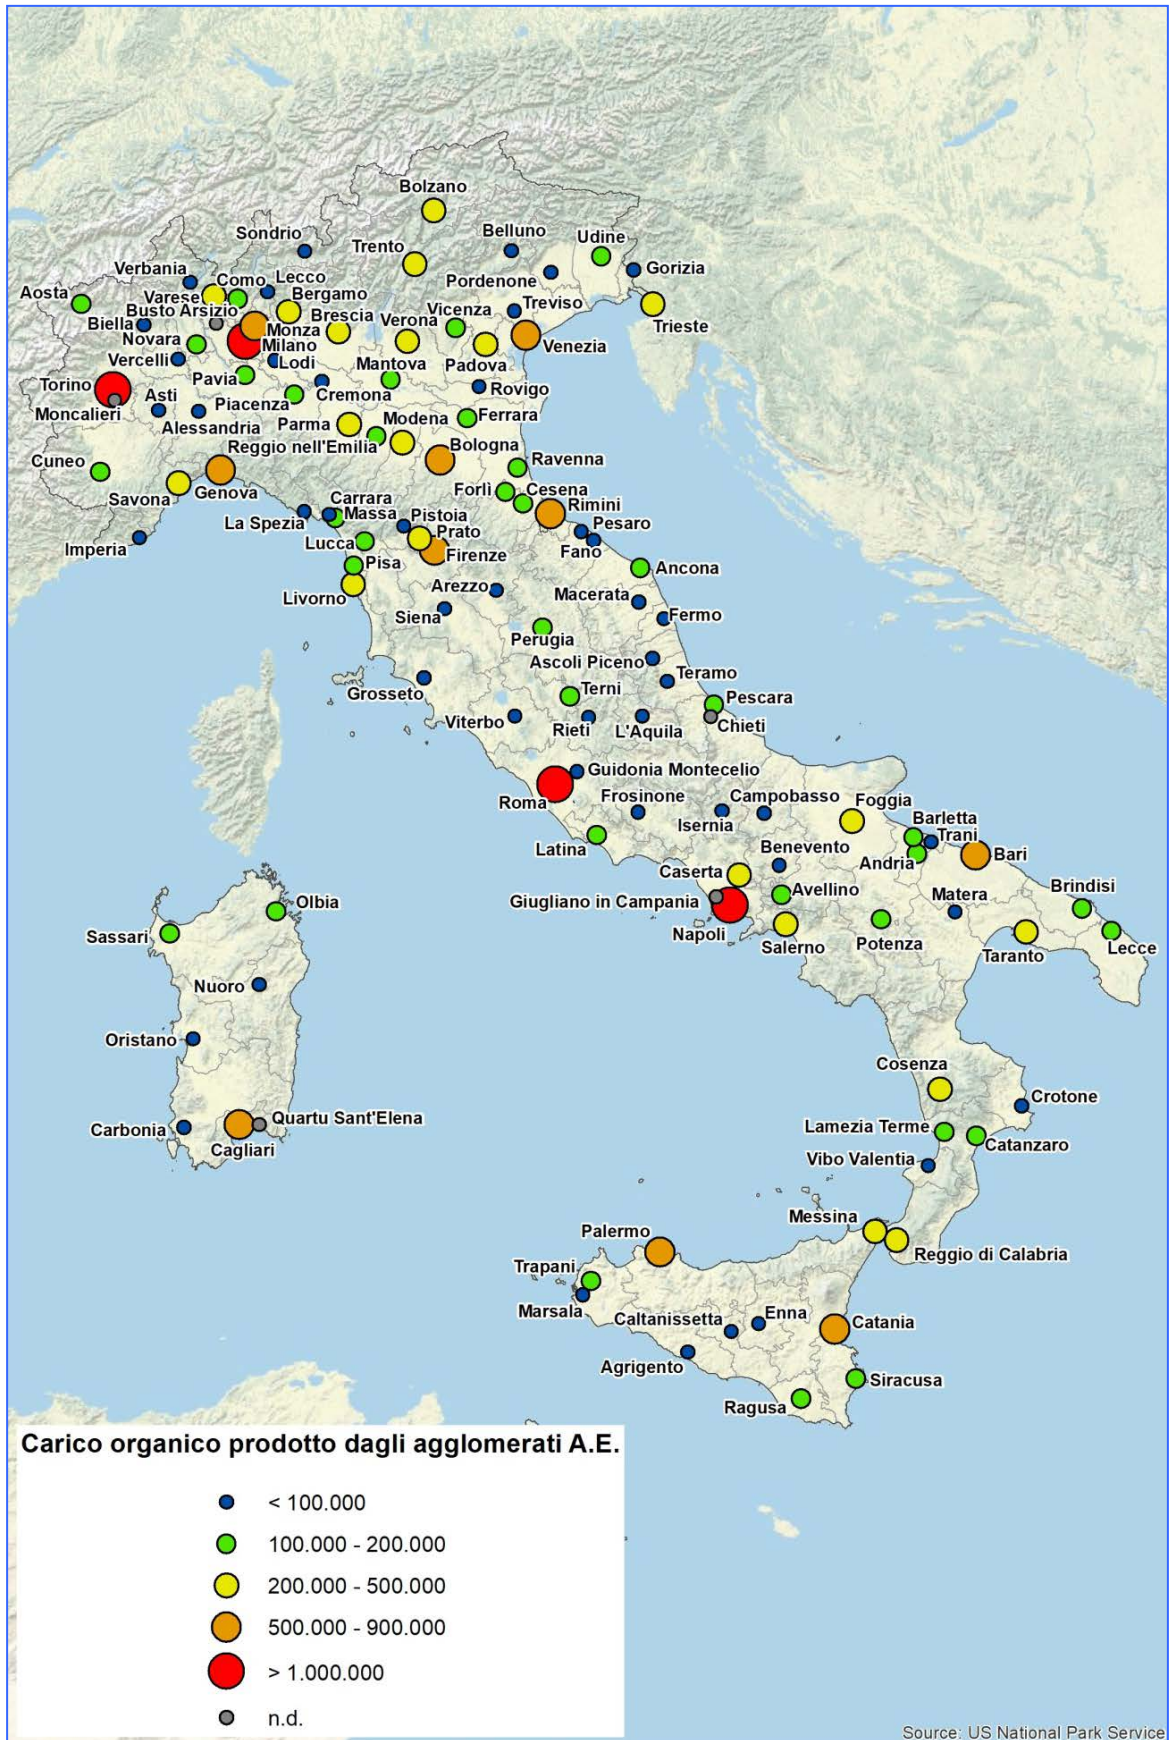 Bolzano
Sondrio
Belluno
Udine
Trento
Verbania
Como
Lecco
Pordenone
Gorizia
Aosta
Varese
Bergamo
Vicenza
Treviso
Busto Arsizio
Brescia
Verona
Trieste
Biella
Monza
Novara
Milano
Venezia
Vercelli
Lodi
Mantova
Padova
Torino
Pavia
Asti
Cremona
Rovigo
Moncalieri
Piacenza
Alessandria
Parma
Modena
Ferrara
Reggio nell'Emilia
Bologna
Cuneo
Ravenna
Savona
Genova
Forlì
Cesena
Carrara
Rimini
La Spezia
Massa
Pistoia
Pesaro
Prato
Imperia
Lucca
Firenze
Fano
Pisa
Ancona
Arezzo
Livorno
Macerata
Siena
Fermo
Perugia
Ascoli Piceno
Teramo
Grosseto
Terni
Pescara
Viterbo
Rieti
L'Aquila
Chieti
Guidonia Montecelio
Roma
Frosinone
Campobasso
Foggia
Isernia
Barletta
Trani
Latina
Benevento
Andria
Bari
Caserta
Avellino
Matera
Brindisi
Giugliano in Campania
Olbia
Napoli
Sassari
Salerno
Potenza
Taranto
Lecce
Nuoro
Oristano
Cosenza
Crotone
Quartu Sant'Elena
Carbonia
Lamezia Terme
Catanzaro
Cagliari
Vibo Valentia
Messina
Palermo
Reggio di Calabria
Trapani
Marsala
Caltanissetta
Enna
Catania
Agrigento
Siracusa
Ragusa
Carico organico prodotto dagli agglomerati A.E.
< 100.000
100.000 - 200.000
200.000 - 500.000
500.000 - 900.000
> 1.000.000
n.d.
Source: US National Park Service